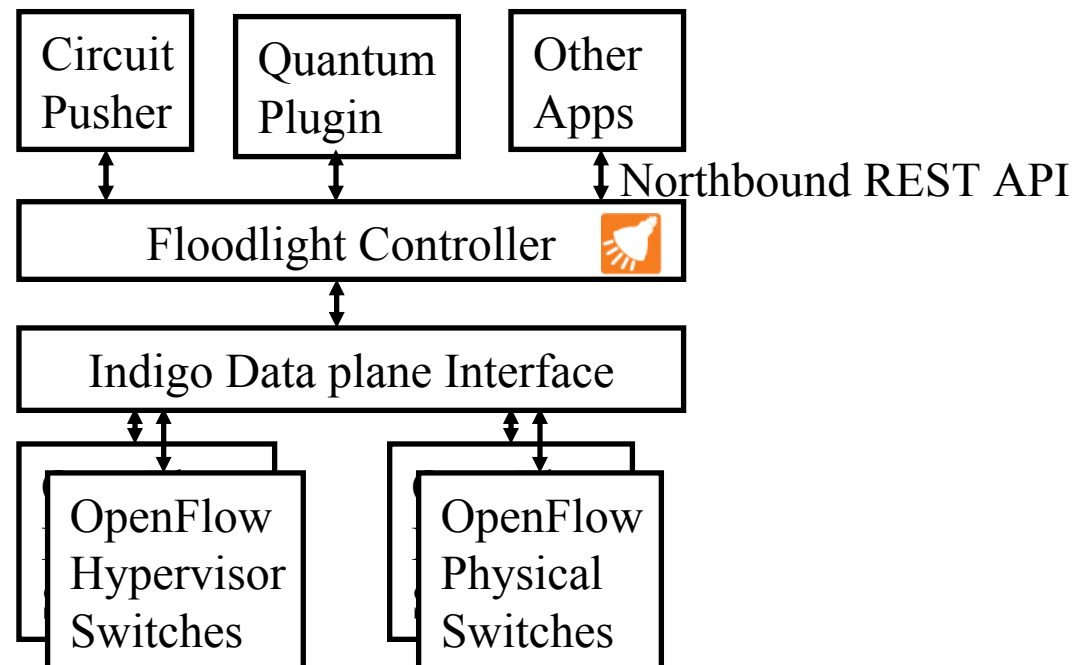 Circuit
Pusher
Quantum
Plugin
Other
Apps
Northbound REST API
Floodlight Controller
Indigo Data plane Interface
OpenFlow
Hypervisor
Switches
OpenFlow
Physical
Switches